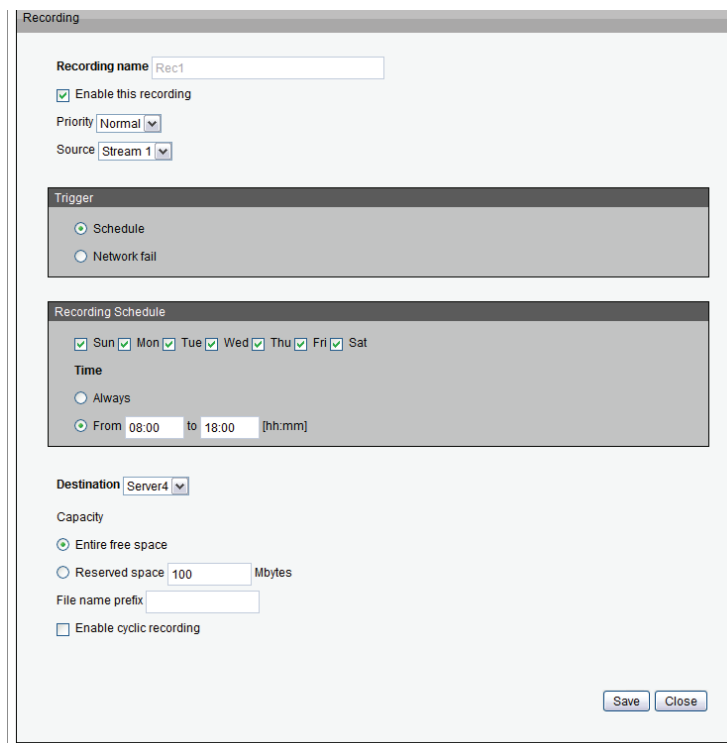 Recording
Recording name Rec1
Enable this recording
Priority Normal
Source Stream 1
Trigger
Schedule
Network fail
Recording Schedule
Sun Mon Tue Wed Thu Fri Sat
Time
Always
From 08:00 to 18:00 [hh:mm]
Destination Server4
Capacity
Entire free space
Reserved space 100 Mbytes
File name prefix
Enable cyclic recording
Save Close